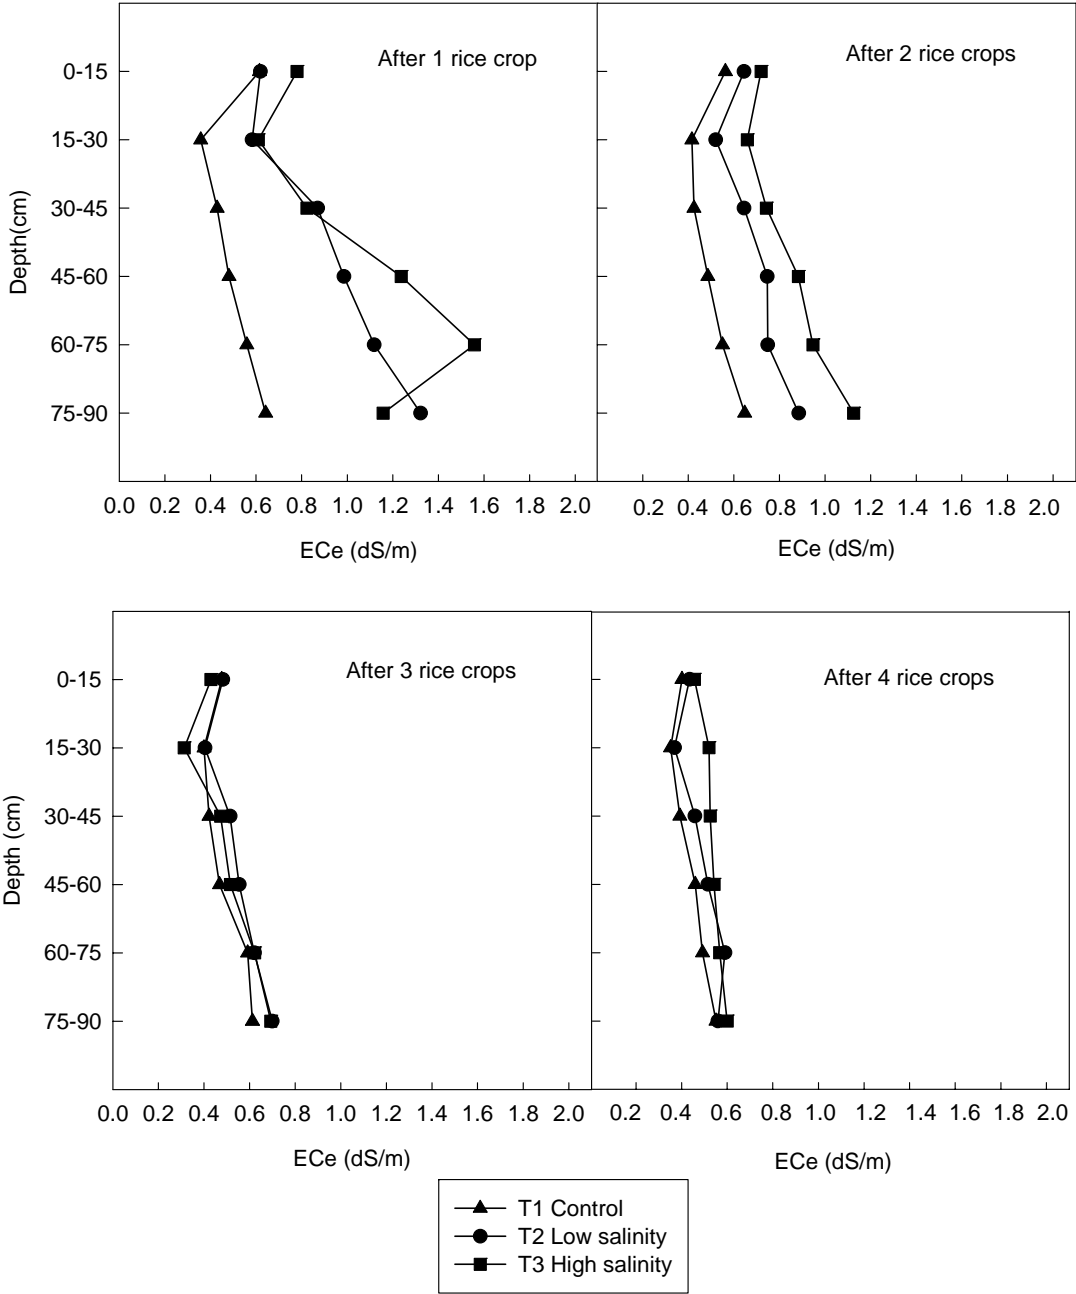 After 1 rice crop
After 2 rice crops
Depth(cm)
0-15
15-30
30-45
45-60
60-75
75-90
0.0 0.2 0.4 0.6 0.8 1.0 1.2 1.4 1.6 1.8 2.0
0.2 0.4 0.6 0.8 1.0 1.2 1.4 1.6 1.8 2.0
ECe (dS/m)
ECe (dS/m)
After 3 rice crops
After 4 rice crops
Depth (cm)
0-15
15-30
30-45
45-60
60-75
75-90
0.0 0.2 0.4 0.6 0.8 1.0 1.2 1.4 1.6 1.8 2.0
0.2 0.4 0.6 0.8 1.0 1.2 1.4 1.6 1.8 2.0
ECe (dS/m)
ECe (dS/m)
T1 Control
T2 Low salinity
T3 High salinity